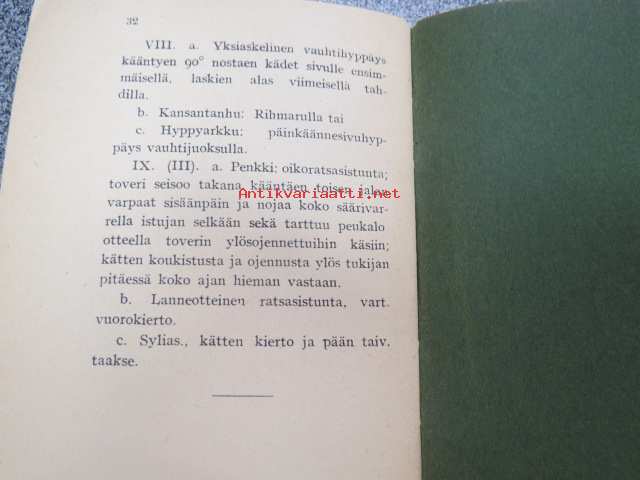 32
VIII. a. Yksiaskelinen vauhtihyppäys
kääntyen 90° nostaen kädet sivulle ensim-
mäisellä, laskien alas viimeisellä tah-
dilla.
b. Kansantanhu: Rihmarulla tai
c. Hyppyarkku: päinkäännesivuhyp-
päys vauhtijuoksulla.
IX. (III). a. Penkki: oikoratsasistunta;
toveri seisoo takana kääntäen toisen jalan
Antikvariaatti.net
varpaat sisäänpäin ja nojaa koko säärivar-
rella istujan selkään sekä tarttuu peukalo
otteella toverin ylösojennettuihin käsiin;
kätten koukistusta ja ojennusta ylös tukijan
pitäessä koko ajan hieman vastaan.
b. Lanneotteinen ratsasistunta, vart.
vuorokierto.
c. Sylias., kätten kierto ja pään taiv.
taakse.